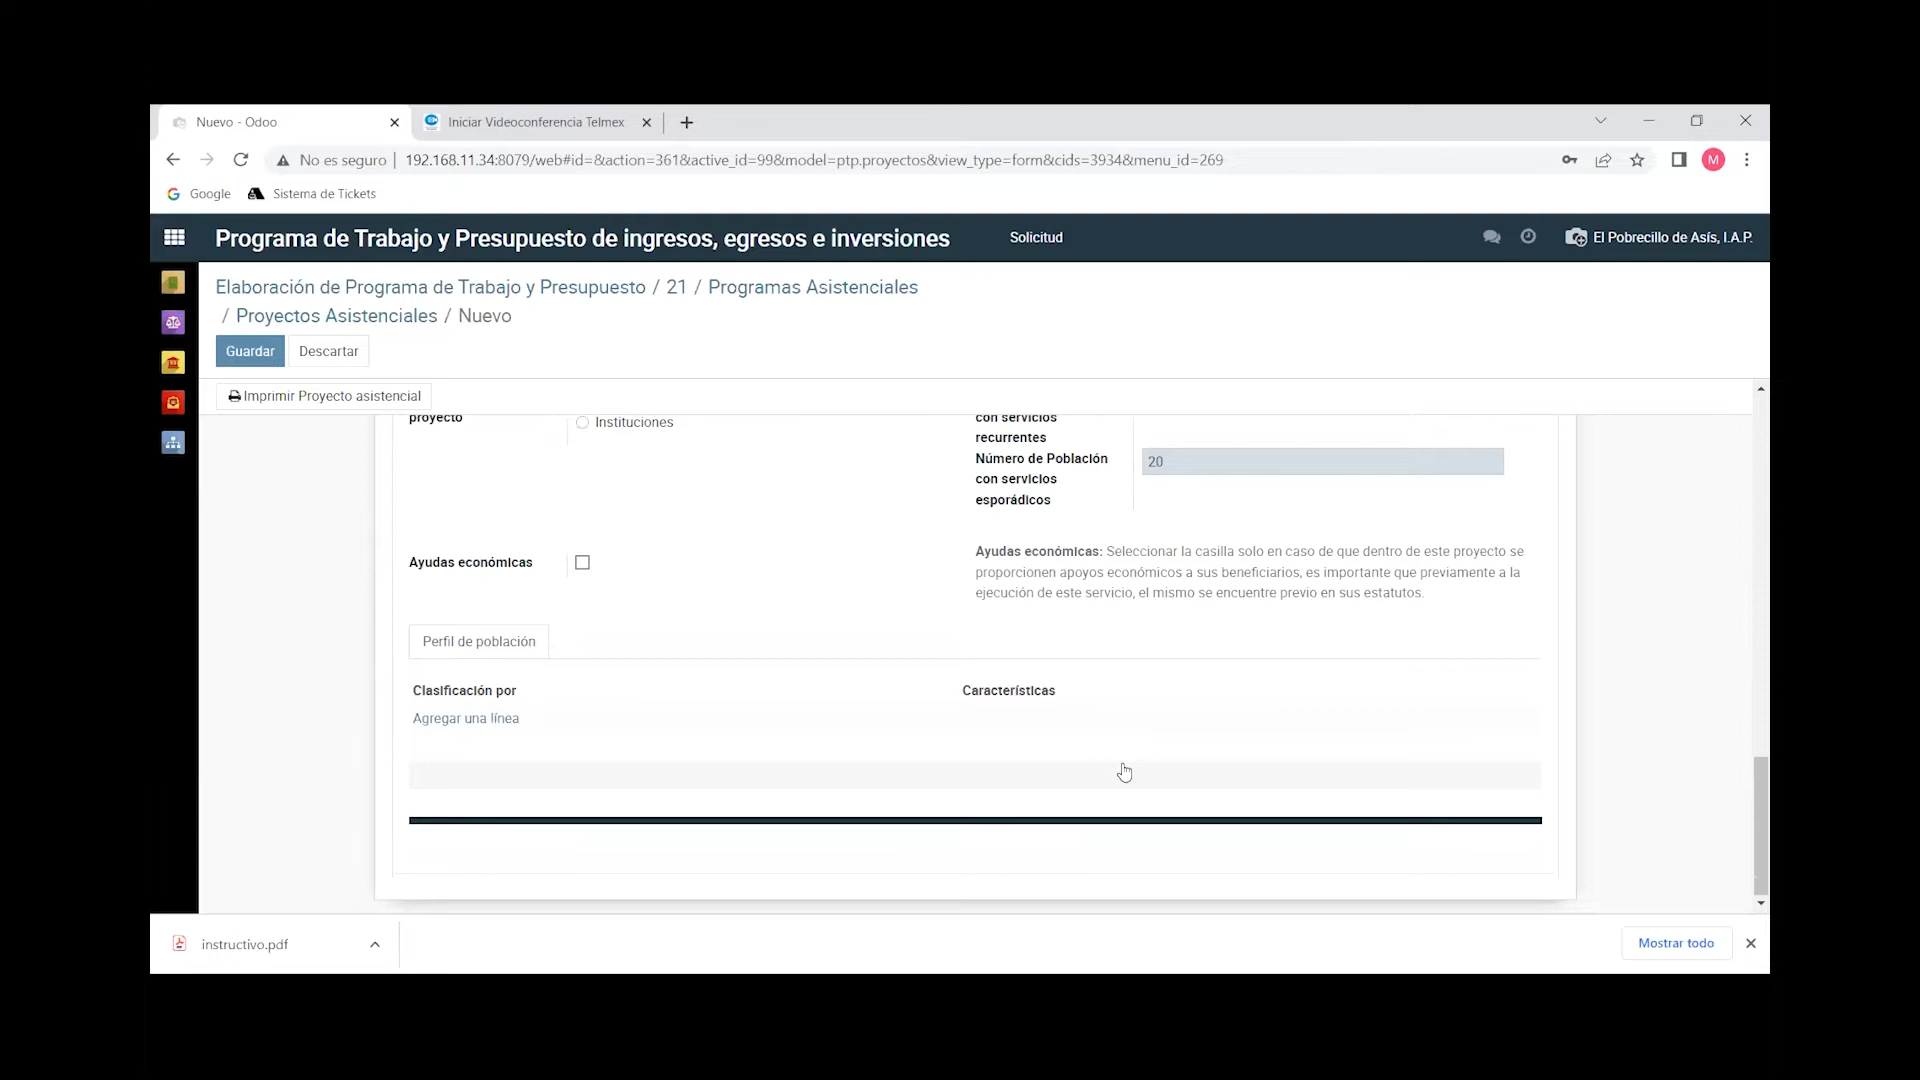 Nuevo - Odoo
Iniciar Videoconferencia Telmex
No es seguro
192.168.11.34:8079/web#id=&action=361&active_id=99&model=ptp.proyectos&view_type=form&cids=3934&menu_id=269
M
Google
Sistema de Tickets
Programa de Trabajo y Presupuesto de ingresos, egresos e inversiones
Solicitud
El Pobrecillo de Asís, I.A.P.
Elaboración de Programa de Trabajo y Presupuesto / 21 / Programas Asistenciales
/ Proyectos Asistenciales / Nuevo
Guardar
Descartar
Imprimir Proyecto asistencial
proyecto
Instituciones
con servicios
recurrentes
Número de Población
con servicios
esporádicos
20
Ayudas económicas
Ayudas económicas: Seleccionar la casilla solo en caso de que dentro de este proyecto se
proporcionen apoyos económicos a sus beneficiarios, es importante que previamente a la
ejecución de este servicio, el mismo se encuentre previo en sus estatutos.
Perfil de población
Clasificación por
Características
Agregar una línea
instructivo.pdf
Mostrar todo